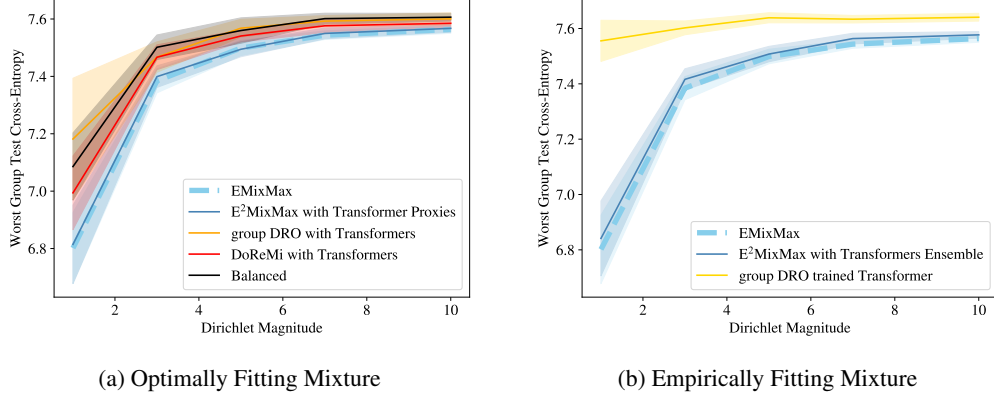 7.6
7.4
7.2
7.0
6.8
Worst Group Test Cross-Entropy
EMixMax
E²MixMax with Transformer Proxies
group DRO with Transformers
DoReMi with Transformers
Balanced
2 4 6 8 10
Dirichlet Magnitude
(a) Optimally Fitting Mixture
7.6
7.4
7.2
7.0
6.8
Worst Group Test Cross-Entropy
EMixMax
E²MixMax with Transformers Ensemble
group DRO trained Transformer
2 4 6 8 10
Dirichlet Magnitude
(b) Empirically Fitting Mixture